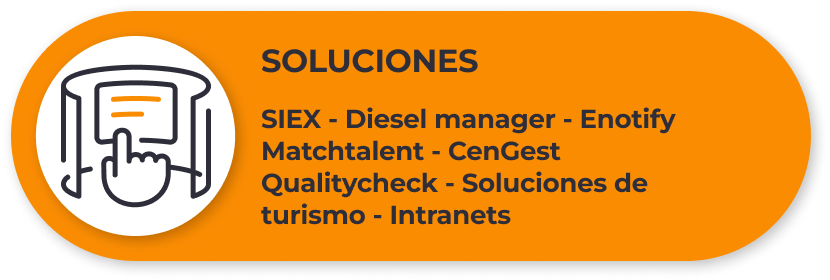 SOLUCIONES
SIEX - Diesel manager - Enotify
Matchtalent - CenGest
Qualitycheck - Soluciones de
turismo - Intranets